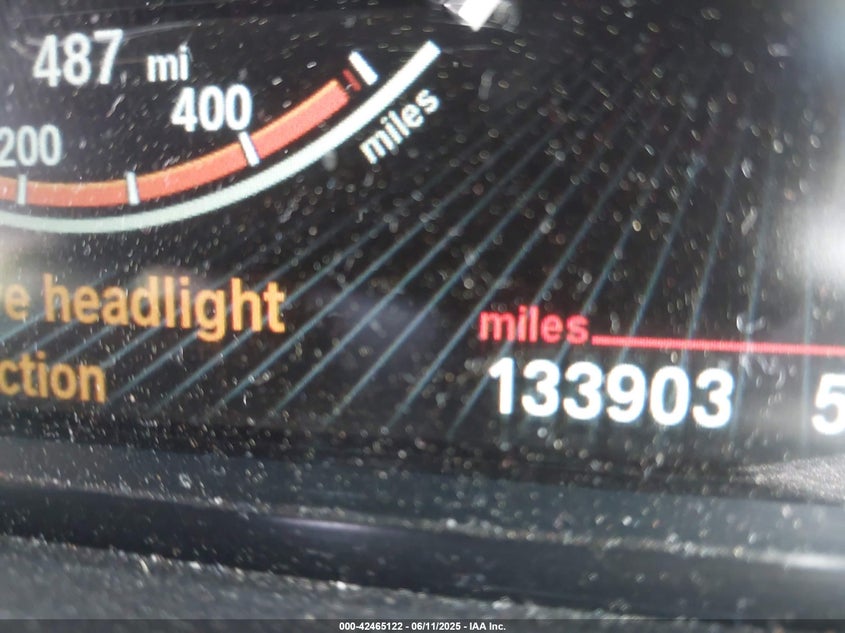 487 mi
400
200
miles
e headlight
miles
ction
133903 5
000-42465122 - 06/11/2025 - IAA Inc.